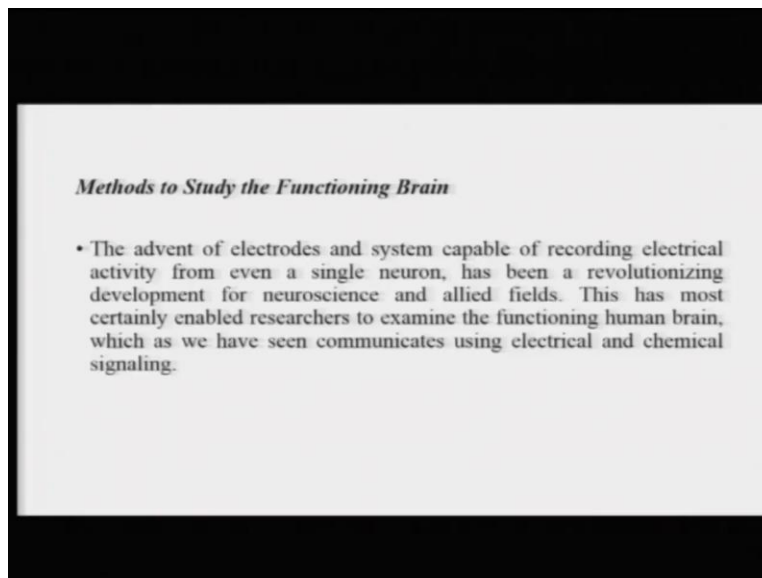 Methods to Study the Functioning Brain
• The advent of electrodes and system capable of recording electrical
activity from even a single neuron, has been a revolutionizing
development for neuroscience and allied fields. This has most
certainly enabled researchers to examine the functioning human brain,
which as we have seen communicates using electrical and chemical
signaling.